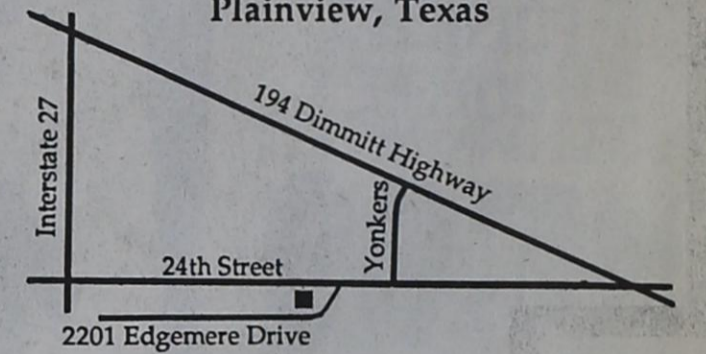 Plainview, Texas
194 Dimmitt Highway
Interstate 27
Yonkers
24th Street
2201 Edgemere Drive